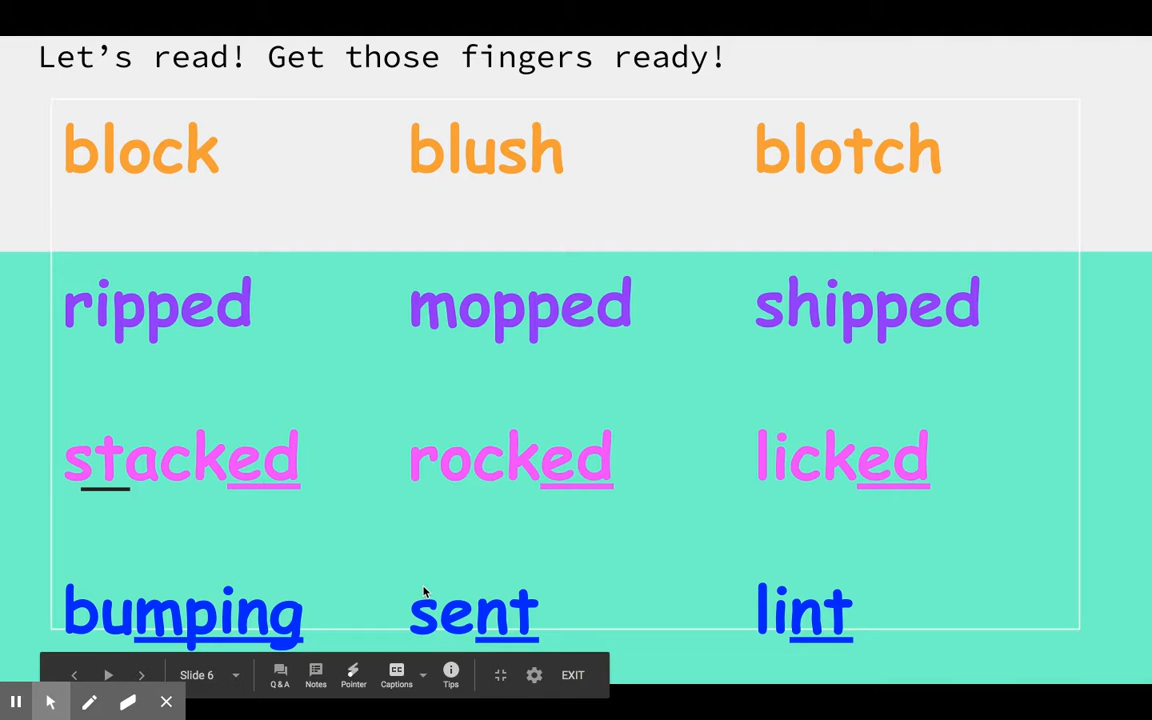 Let's read! Get those fingers ready!
block blush blotch
ripped mopped shipped
stacked rocked licked
bumping sent lint
Slide 6 Q & A Notes Pointer CC Captions Tips EXIT